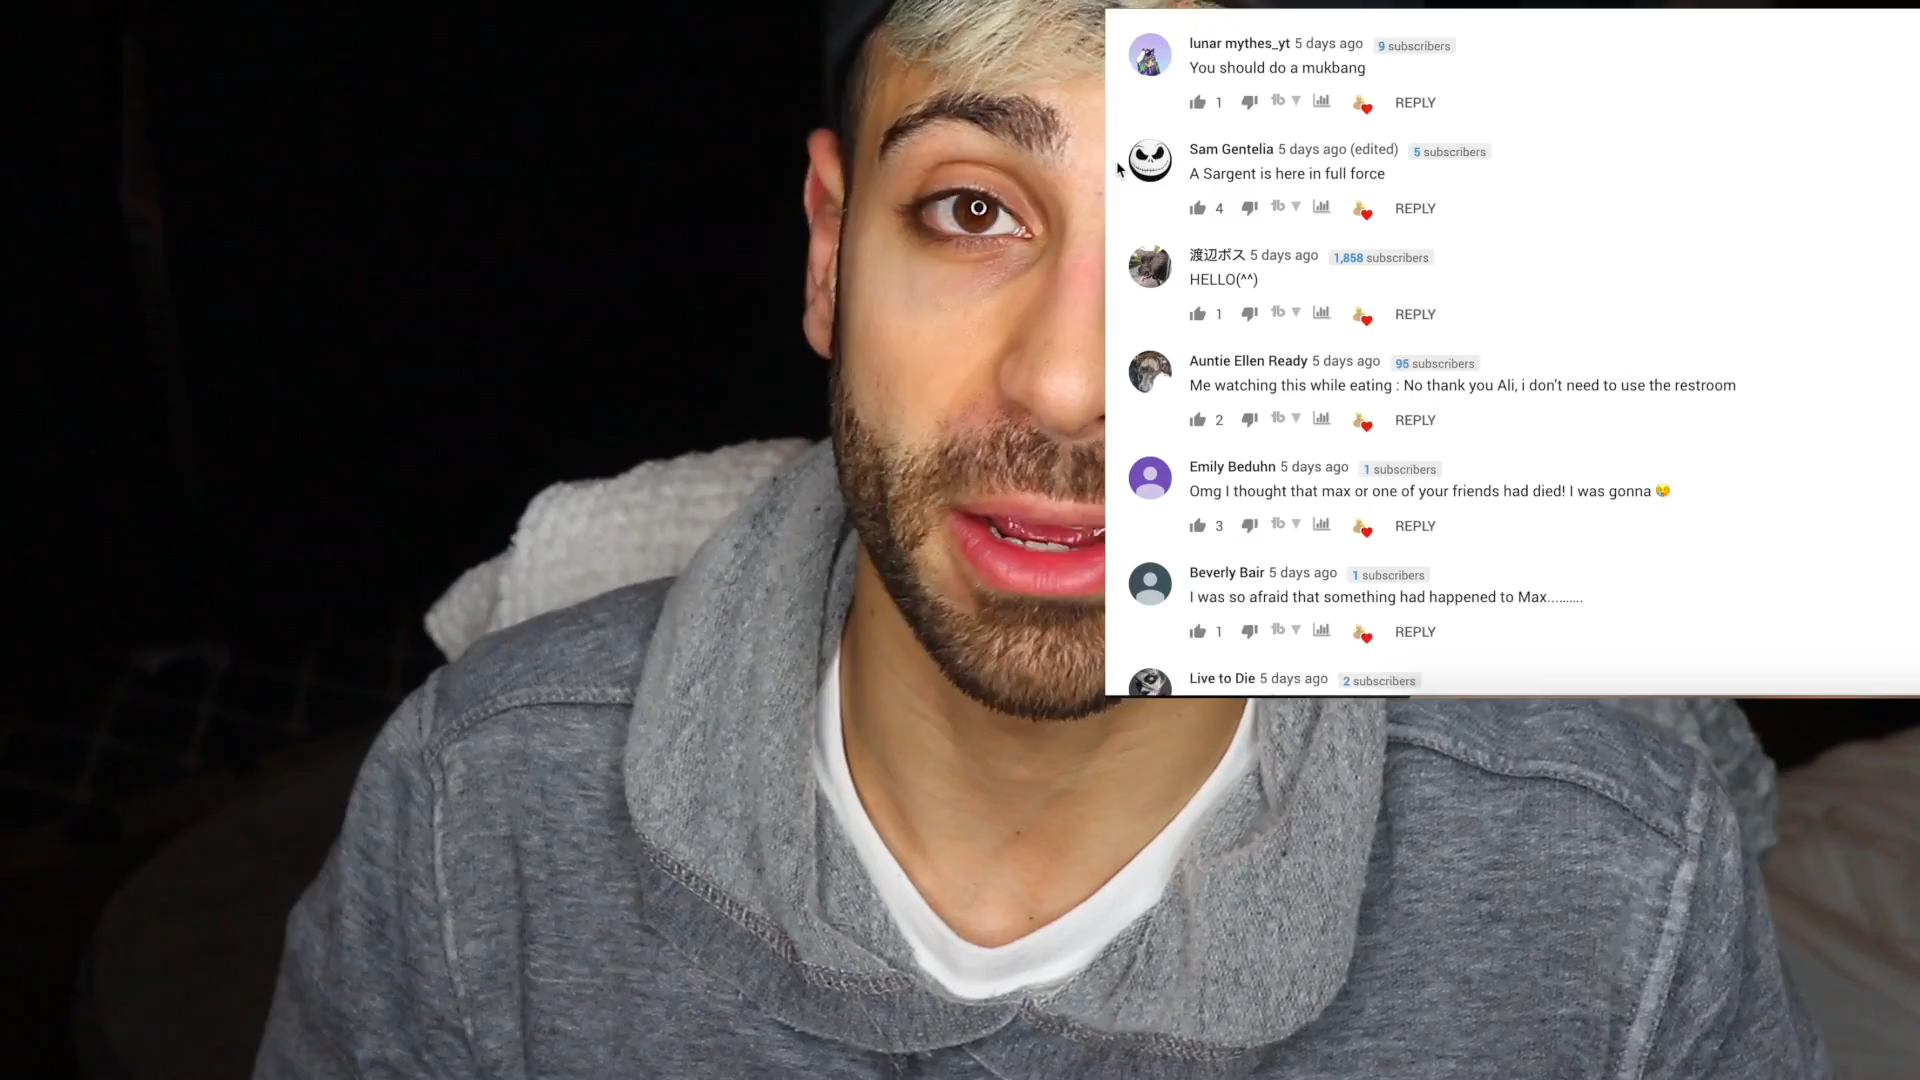 lunar mythes_yt 5 days ago 9 subscribers
You should do a mukbang
1 REPLY
Sam Gentelia 5 days ago (edited) 5 subscribers
A Sargent is here in full force
4 REPLY
渡辺ボス 5 days ago 1,858 subscribers
HELLO(^^)
1 REPLY
Auntie Ellen Ready 5 days ago 95 subscribers
Me watching this while eating : No thank you Ali, i don't need to use the restroom
2 REPLY
Emily Beduhn 5 days ago 1 subscribers
Omg I thought that max or one of your friends had died! I was gonna 😢
3 REPLY
Beverly Bair 5 days ago 1 subscribers
I was so afraid that something had happened to Max..........
1 REPLY
Live to Die 5 days ago 2 subscribers